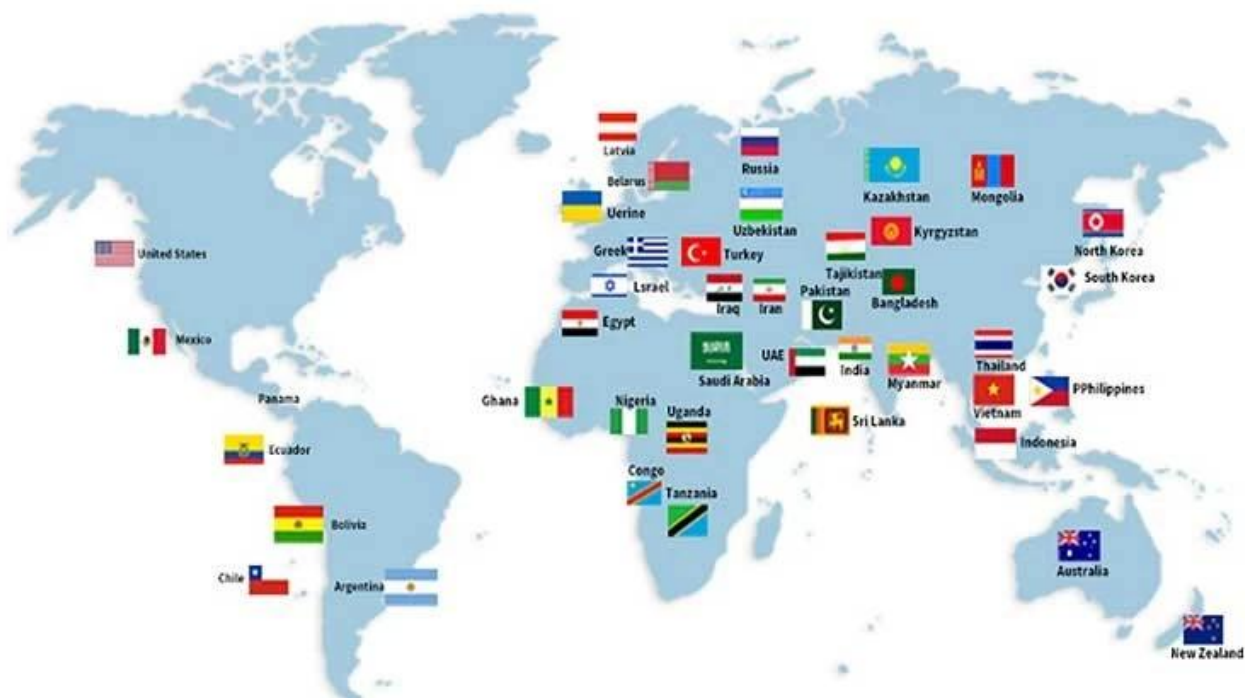 Latvia
Russia
Belarus
Kazakhstan
Mongolia
Uerine
Uzbekistan
Kyrgyzstan
North Korea
United States
Greek
Turkey
Tajikistan
South Korea
Lsrael
Iraq
Iran
Pakistan
Bangladesh
Egypt
Mexico
UAE
India
Myanmar
Thailand
Saudi Arabia
Panama
Ghana
Nigeria
Uganda
Sri Lanka
Vietnam
PPhilippines
Ecuador
Indonesia
Congo
Tanzania
Bolivia
Chile
Argentina
Australia
New Zealand